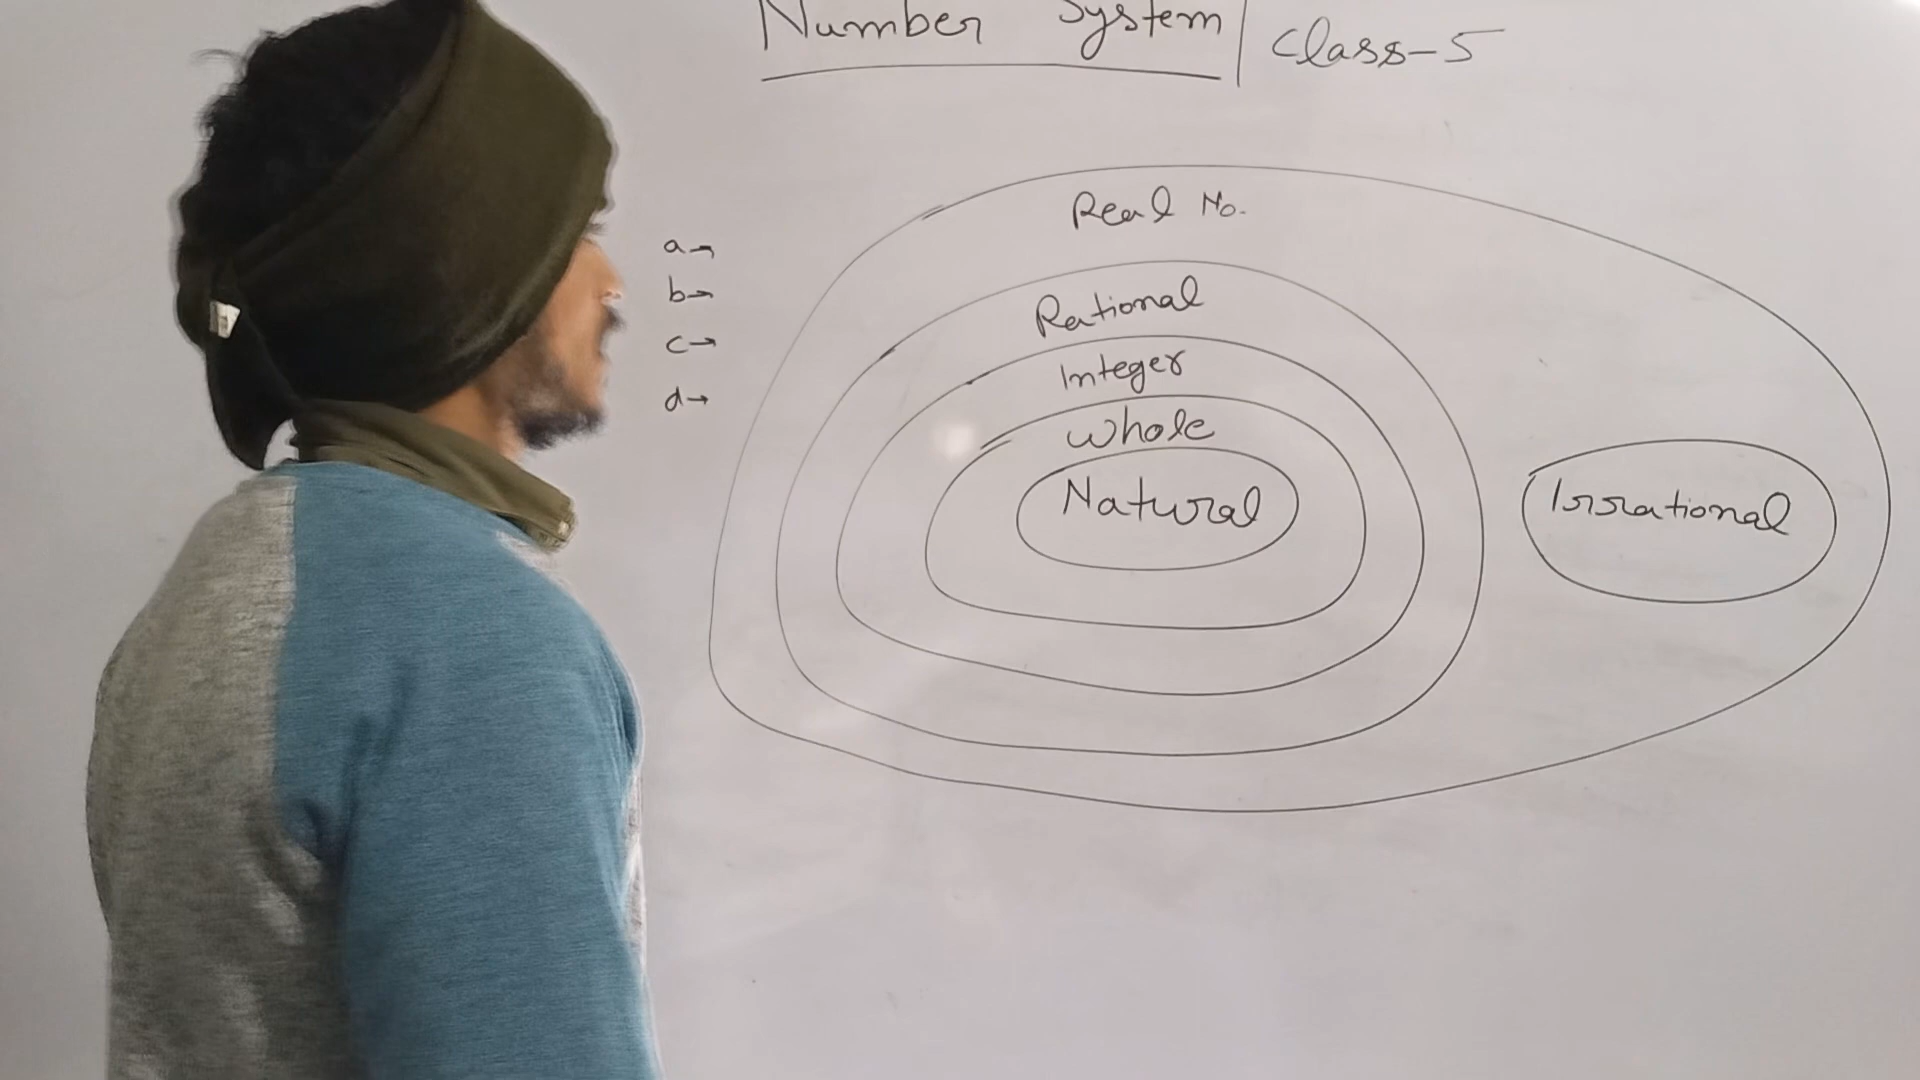 Number System | Class-5
a→
b→
c→
d→
Real No.
Rational
Integer
Whole
Natural
Irrational